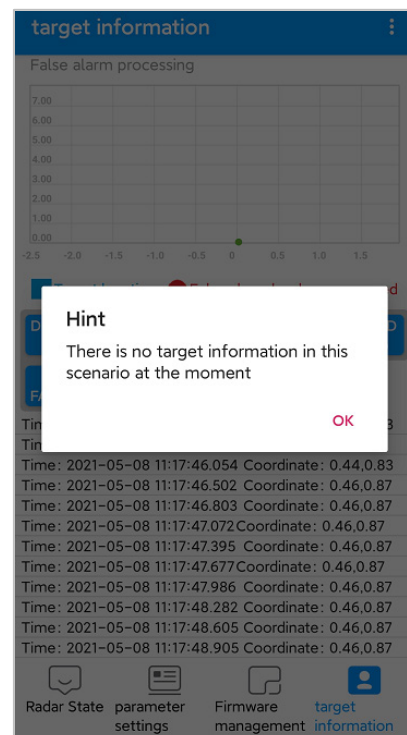 target information
False alarm processing
7.00
6.00
5.00
4.00
3.00
2.00
1.00
0.00
-2.5 -2.0 -1.5 -1.0 -0.5 0 0.5 1.0 1.5
Hint
There is no target information in this
scenario at the moment
OK
Time: 2021-05-08 11:17:46.054 Coordinate: 0.44,0.83
Time: 2021-05-08 11:17:46.502 Coordinate: 0.46,0.87
Time: 2021-05-08 11:17:46.803 Coordinate: 0.46,0.87
Time: 2021-05-08 11:17:47.072 Coordinate: 0.46,0.87
Time: 2021-05-08 11:17:47.395 Coordinate: 0.46,0.87
Time: 2021-05-08 11:17:47.677 Coordinate: 0.46,0.87
Time: 2021-05-08 11:17:47.986 Coordinate: 0.46,0.87
Time: 2021-05-08 11:17:48.282 Coordinate: 0.46,0.87
Time: 2021-05-08 11:17:48.605 Coordinate: 0.46,0.87
Time: 2021-05-08 11:17:48.905 Coordinate: 0.46,0.87
Radar State parameter Firmware target
settings management information